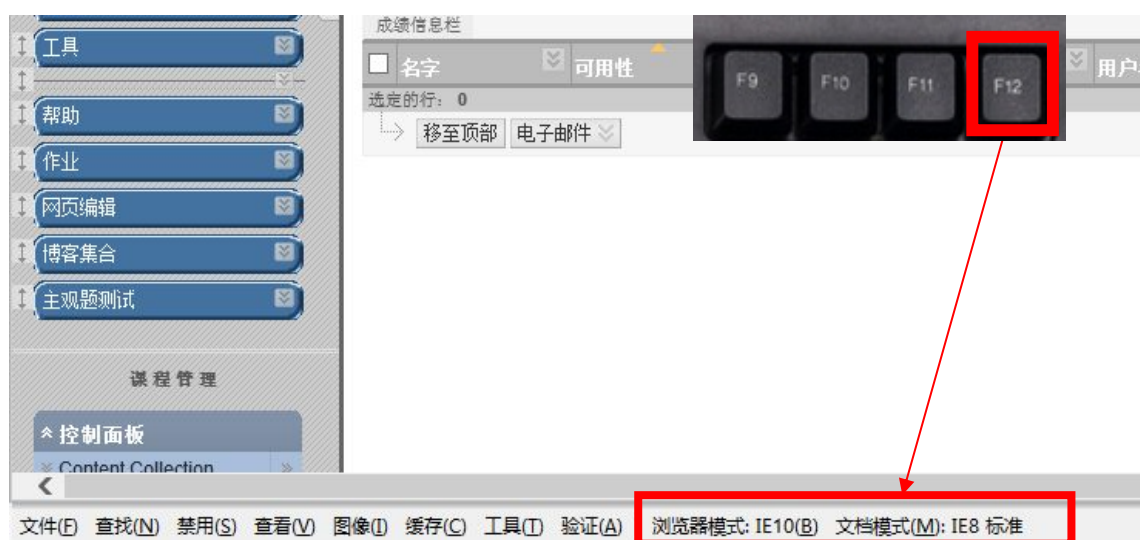 成绩信息栏
工具
名字 可用性 用户
F9 F10 F11 F12
选定的行: 0
帮助
移至顶部 电子邮件
作业
网页编辑
博客集合
主观题测试
课程管理
控制面板
Content Collection
文件(F) 查找(N) 禁用(S) 查看(V) 图像(I) 缓存(C) 工具(T) 验证(A) 浏览器模式: IE10(B) 文档模式(M): IE8 标准